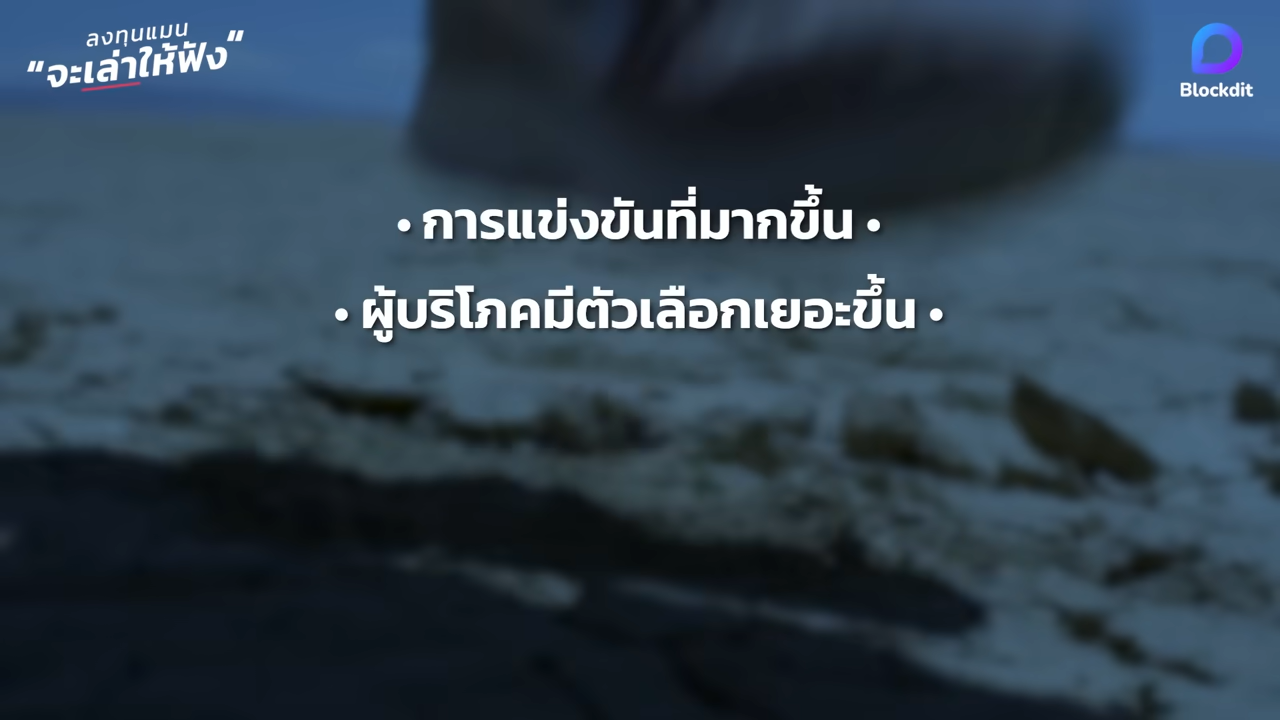 ลงทุนแมน
“จะเล่าให้ฟัง“
Blockdit
• การแข่งขันที่มากขึ้น •
• ผู้บริโภคมีตัวเลือกเยอะขึ้น •